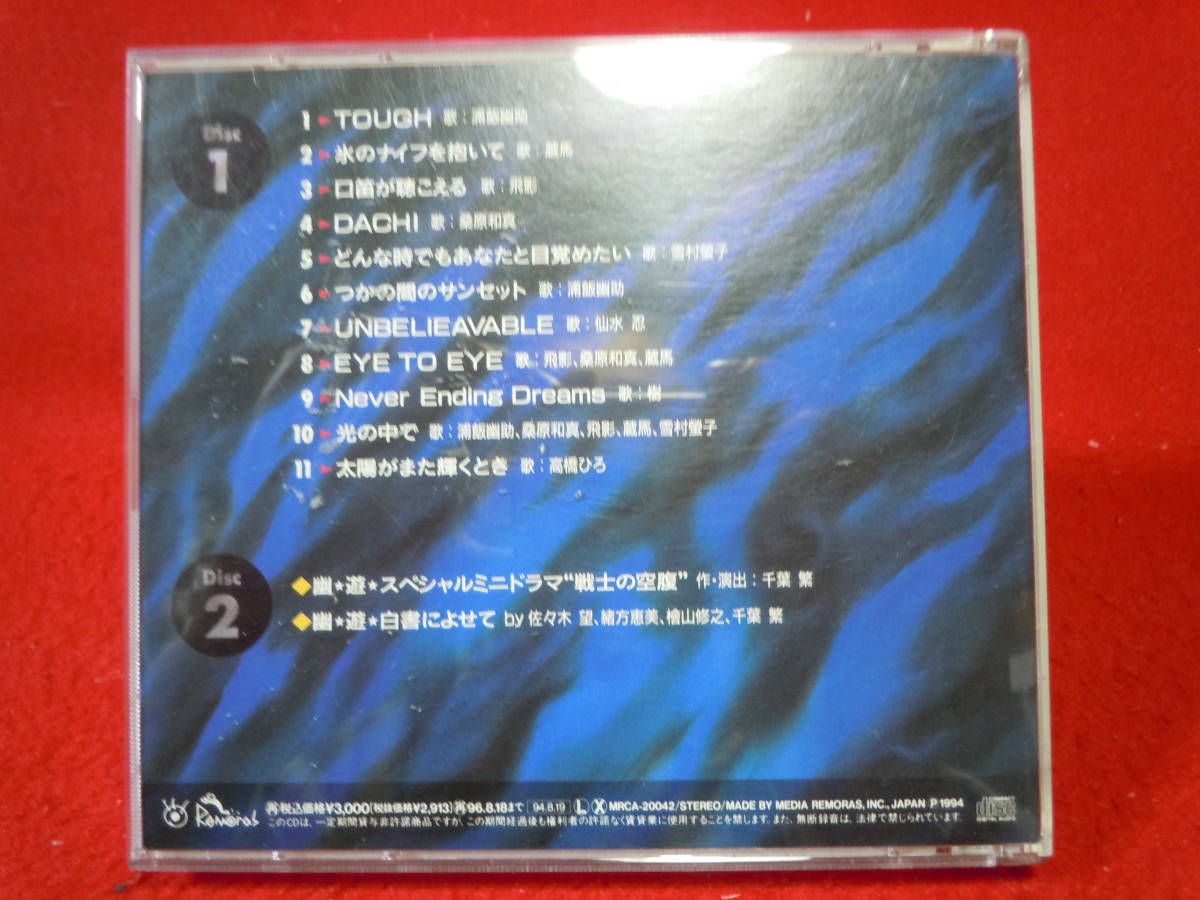 Disc
1
1 TOUGH 歌:浦飯幽助
2 氷のナイフを抱いて 歌:蔵馬
3 口笛が聴こえる 歌:飛影
4 DACHI 歌:桑原和真
5 どんな時でもあなたと目覚めたい 歌:雪村螢子
6 つかの間のサンセット 歌:浦飯幽助
7 UNBELIEAVABLE 歌:仙水 忍
8 EYE TO EYE 歌:飛影、桑原和真、蔵馬
9 Never Ending Dreams 歌:樹
10 光の中で 歌:浦飯幽助、桑原和真、飛影、蔵馬、雪村螢子
11 太陽がまた輝くとき 歌:高橋ひろ
Disc
2
◆幽★遊★スペシャルミニドラマ“戦士の空腹” 作・演出:千葉 繁
◆幽★遊★白書によせて by 佐々木 望、緒方恵美、檜山修之、千葉 繁
Remoras 再税込価格¥3,000[税抜価格¥2,913]再96.8.18まで 94.8.19 L X MRCA-20042/STEREO/MADE BY MEDIA REMORAS, INC., JAPAN P 1994
このCDは、一定期間貸与非許諾商品ですが、この期間経過後も権利者の許諾なく賃貸業に使用することを禁じます。また、無断録音は、法律で禁じられています。